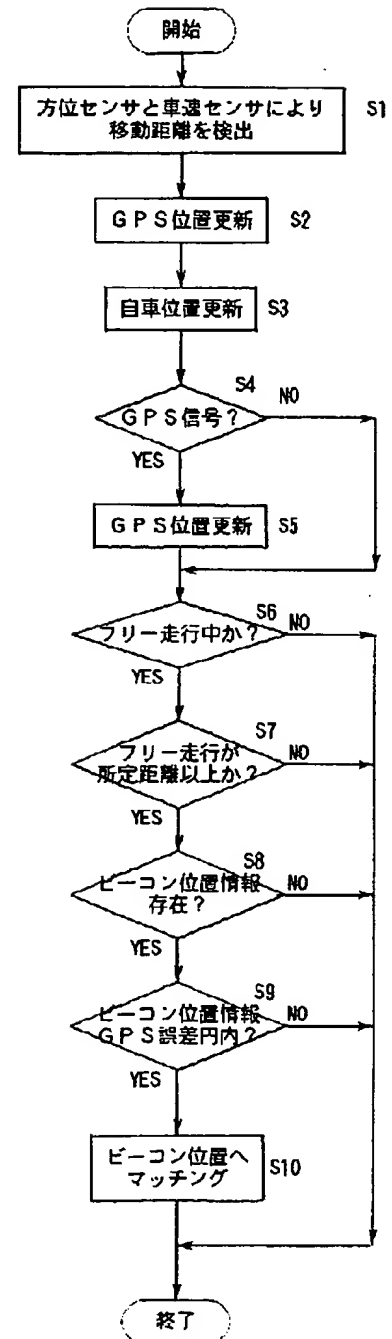 開始
方位センサと車速センサにより
移動距離を検出
S1
GPS位置更新 S2
自車位置更新 S3
S4
GPS信号?
NO
YES
GPS位置更新 S5
S6
フリー走行中か?
NO
YES
S7
フリー走行が
所定距離以上か?
NO
YES
S8
ビーコン位置情報
存在?
NO
YES
S9
ビーコン位置情報
GPS誤差円内?
NO
YES
ビーコン位置へ
マッチング
S10
終了